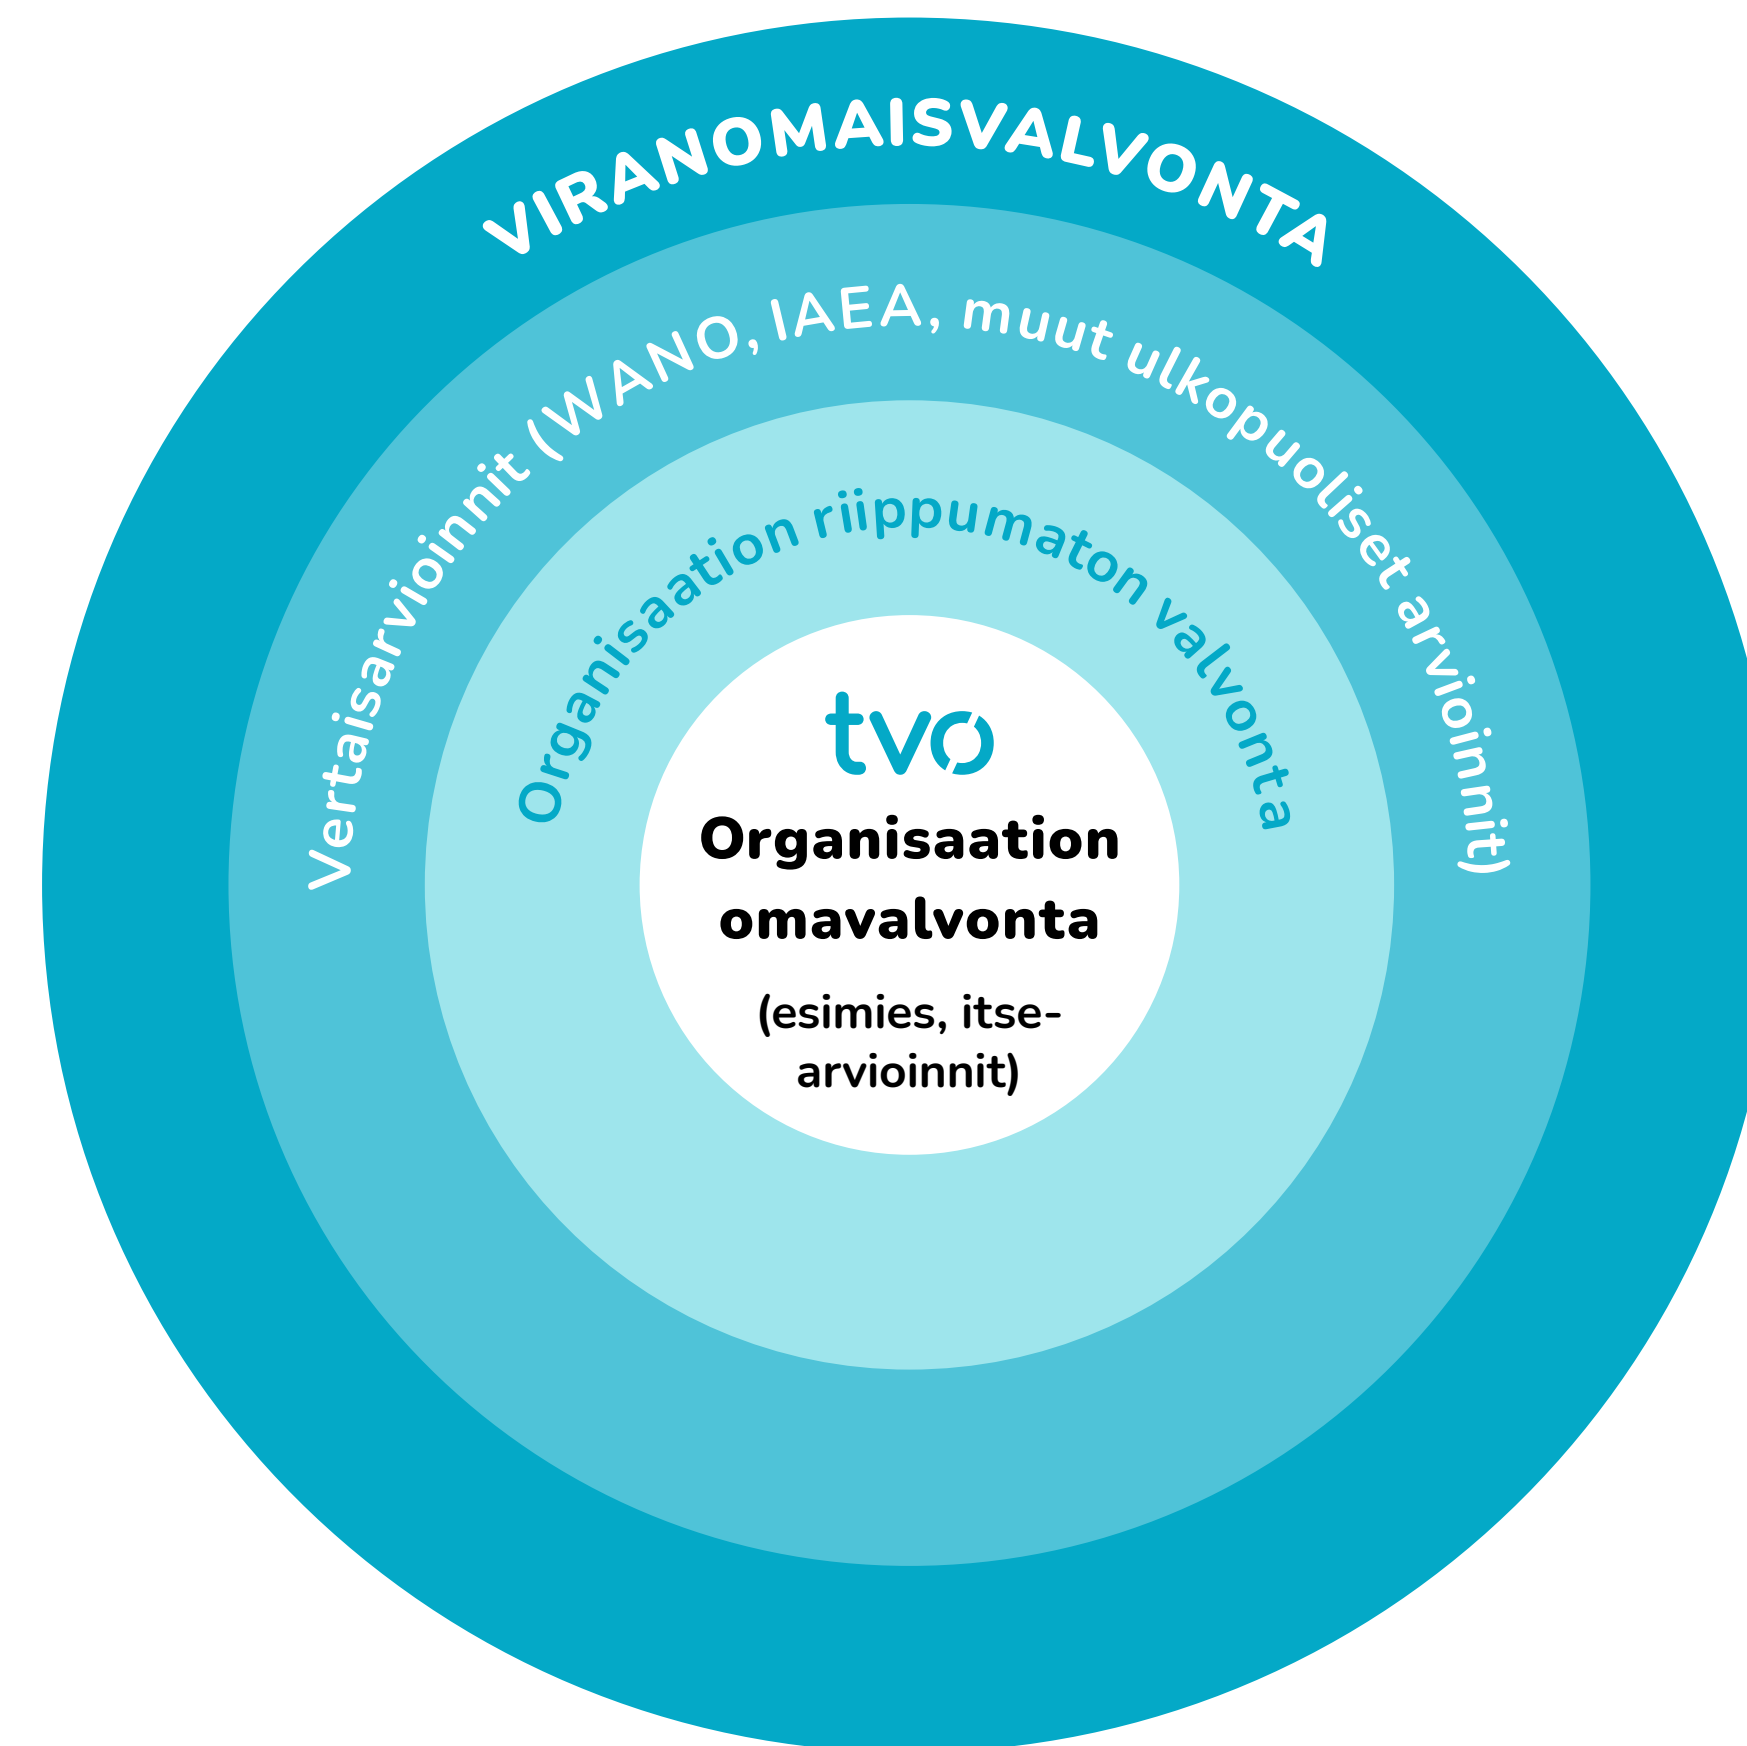 VIRANOMAISVALVONTA
Vertaisarvioinnit (WANO, IAEA, muut ulkopuoliset arvioinnit)
Organisaation riippumaton valvonta
tvo
Organisaation
omavalvonta
(esimies, itse-
arvioinnit)